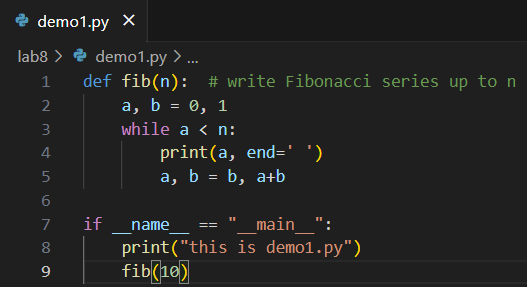 demo1.py ×
lab8 > demo1.py > ...
1 def fib(n):  # write Fibonacci series up to n
2     a, b = 0, 1
3     while a < n:
4         print(a, end=' ')
5         a, b = b, a+b
6
7 if __name__ == "__main__":
8     print("this is demo1.py")
9     fib(10)